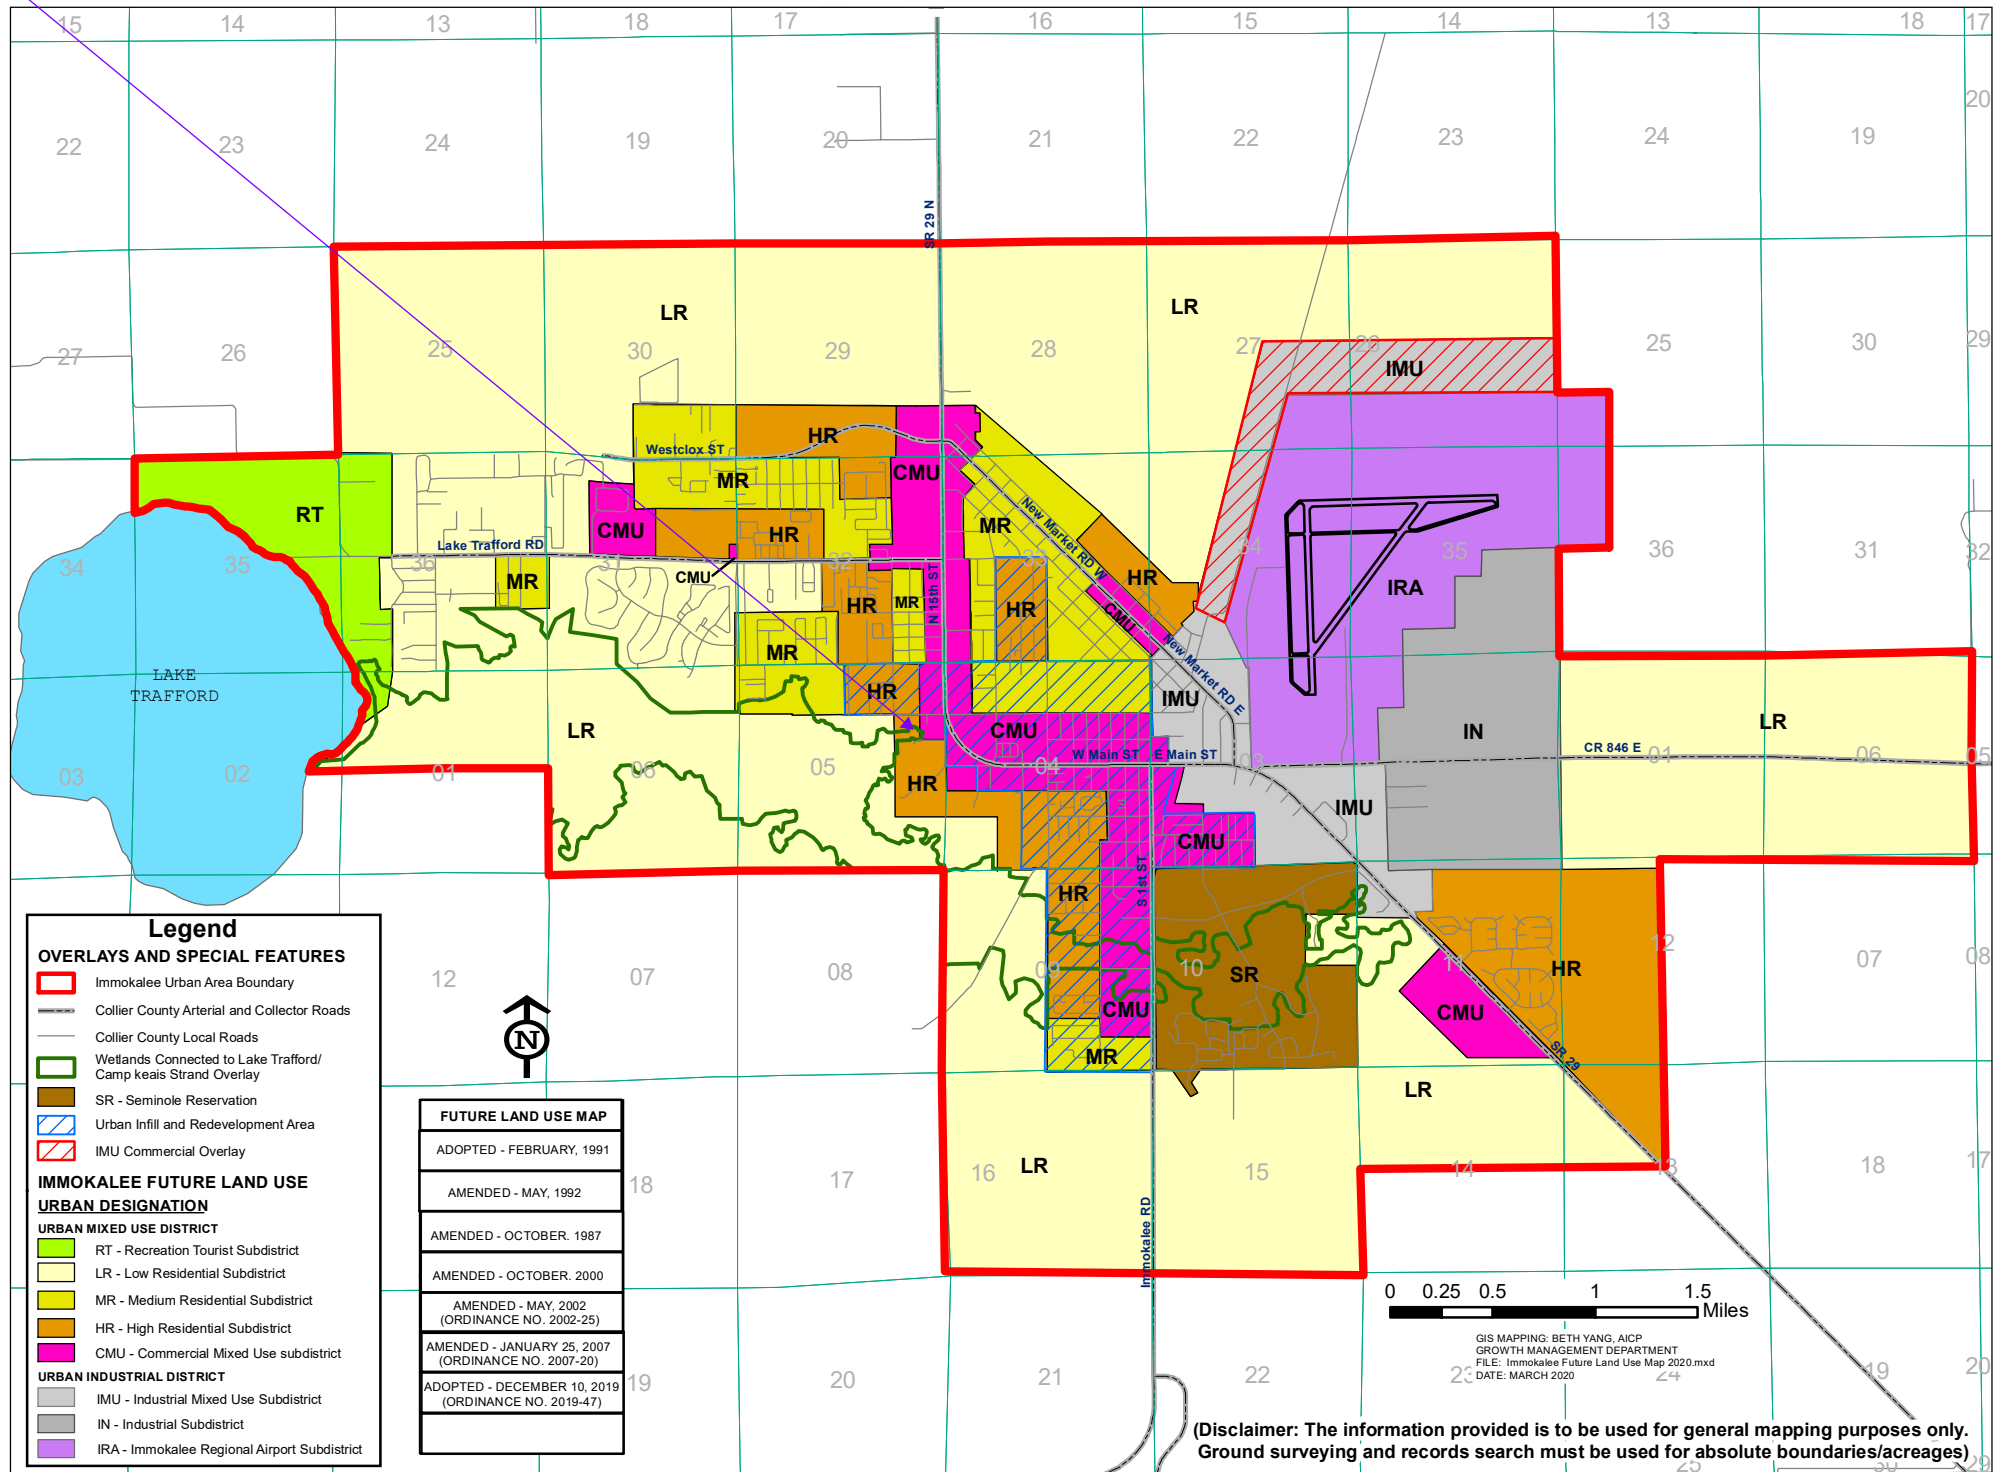 15 14 13 18 17 16 15 14 13 18 17
22 23 24 19 20 21 22 23 24 19 20
SR 29 N
LR LR
27 26 25 30 29 28 27 26 25 30 29
IMU
HR
Westclox ST
CMU
MR
RT
New Market RD W
MR
CMU
HR
Lake Trafford RD
34 35 36 31 32 33 34 35 36 31 32
CMU
MR
HR
IRA
HR
MR
HR
CMU
N 15th ST
MR
New Market RD E
LAKE
TRAFFORD
HR
IMU
LR
CMU
IN
LR
W Main ST E Main ST
CR 846 E
03 02 01 06 05 04 03 01 06 05
HR
IMU
CMU
S 1st ST
HR
12 07 08 09 10 11 12 07 08
SR
HR
CMU
CMU
MR
SR 29
LR
LR
18 17 16 15 14 13 18 17
Immokalee RD
19 20 21 22 23 24 19 20
25 30 29
Legend
OVERLAYS AND SPECIAL FEATURES
Immokalee Urban Area Boundary
Collier County Arterial and Collector Roads
Collier County Local Roads
Wetlands Connected to Lake Trafford/
Camp keais Strand Overlay
SR - Seminole Reservation
Urban Infill and Redevelopment Area
IMU Commercial Overlay
IMMOKALEE FUTURE LAND USE
URBAN DESIGNATION
URBAN MIXED USE DISTRICT
RT - Recreation Tourist Subdistrict
LR - Low Residential Subdistrict
MR - Medium Residential Subdistrict
HR - High Residential Subdistrict
CMU - Commercial Mixed Use subdistrict
URBAN INDUSTRIAL DISTRICT
IMU - Industrial Mixed Use Subdistrict
IN - Industrial Subdistrict
IRA - Immokalee Regional Airport Subdistrict
N
FUTURE LAND USE MAP
ADOPTED - FEBRUARY, 1991
AMENDED - MAY, 1992
AMENDED - OCTOBER. 1987
AMENDED - OCTOBER. 2000
AMENDED - MAY, 2002
(ORDINANCE NO. 2002-25)
AMENDED - JANUARY 25, 2007
(ORDINANCE NO. 2007-20)
ADOPTED - DECEMBER 10, 2019
(ORDINANCE NO. 2019-47)
0 0.25 0.5 1 1.5
Miles
GIS MAPPING: BETH YANG, AICP
GROWTH MANAGEMENT DEPARTMENT
FILE: Immokalee Future Land Use Map 2020.mxd
DATE: MARCH 2020
(Disclaimer: The information provided is to be used for general mapping purposes only.
Ground surveying and records search must be used for absolute boundaries/acreages)